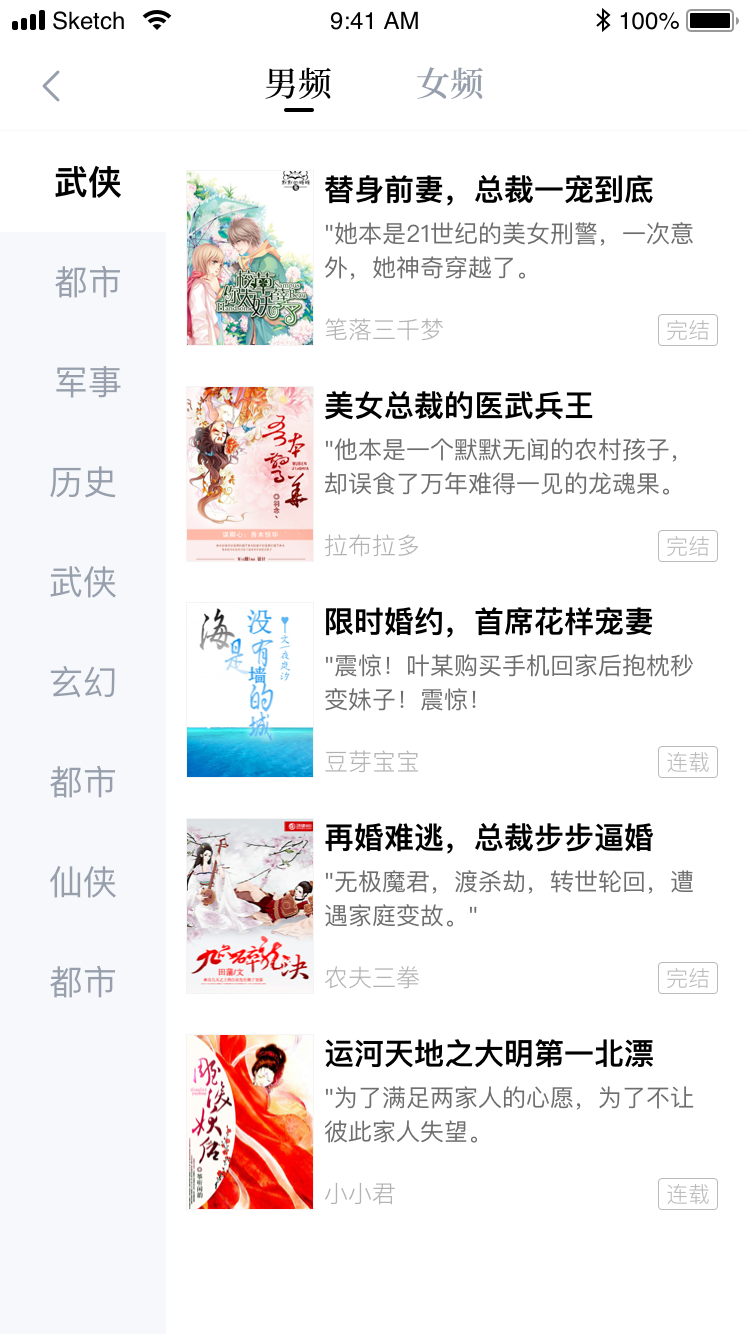 Sketch 9:41 AM 100%
男频 女频
武侠
都市
军事
历史
武侠
玄幻
都市
仙侠
都市
替身前妻，总裁一宠到底
"她本是21世纪的美女刑警，一次意
外，她神奇穿越了。
笔落三千梦 完结
美女总裁的医武兵王
"他本是一个默默无闻的农村孩子，
却误食了万年难得一见的龙魂果。
拉布拉多 完结
吾本惊华
限时婚约，首席花样宠妻
"震惊！叶某购买手机回家后抱枕秒
变妹子！震惊！
豆芽宝宝 连载
海是
没有墙的城
再婚难逃，总裁步步逼婚
"无极魔君，渡杀劫，转世轮回，遭
遇家庭变故。"
农夫三拳 完结
运河天地之大明第一北漂
"为了满足两家人的心愿，为了不让
彼此家人失望。
小小君 连载